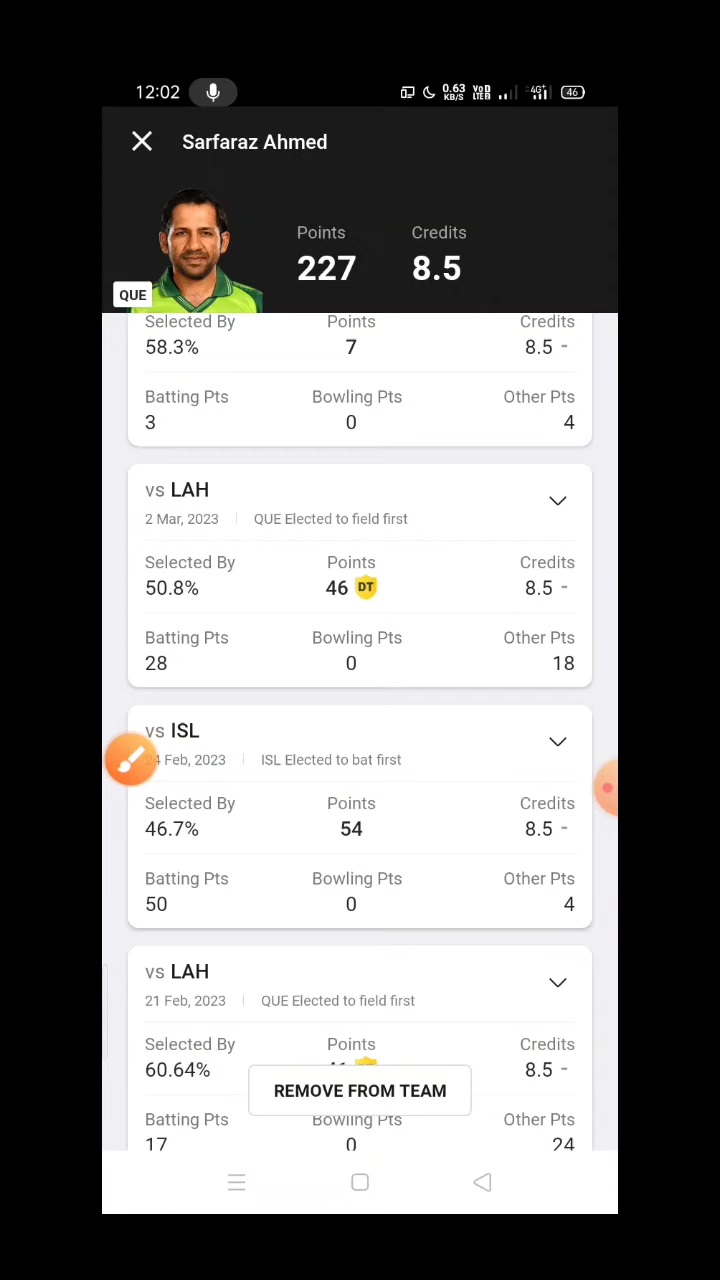 12:02 0.63 KB/S VoD LTED 4G+ 46
Sarfaraz Ahmed
Points Credits
227 8.5
QUE
Selected By Points Credits
58.3% 7 8.5 -
Batting Pts Bowling Pts Other Pts
3 0 4
vs LAH
2 Mar, 2023 QUE Elected to field first
Selected By Points Credits
50.8% 46 DT 8.5 -
Batting Pts Bowling Pts Other Pts
28 0 18
vs ISL
4 Feb, 2023 ISL Elected to bat first
Selected By Points Credits
46.7% 54 8.5 -
Batting Pts Bowling Pts Other Pts
50 0 4
vs LAH
21 Feb, 2023 QUE Elected to field first
Selected By Points Credits
60.64% 8.5 -
REMOVE FROM TEAM
Batting Pts Bowling Pts Other Pts
17 0 24